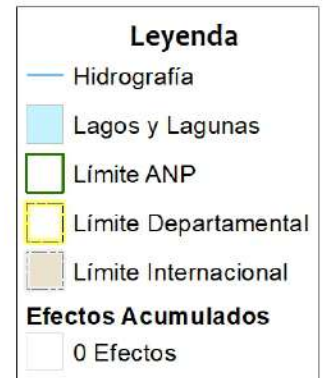 Leyenda
Hidrografía
Lagos y Lagunas
Límite ANP
Límite Departamental
Límite Internacional
Efectos Acumulados
0 Efectos